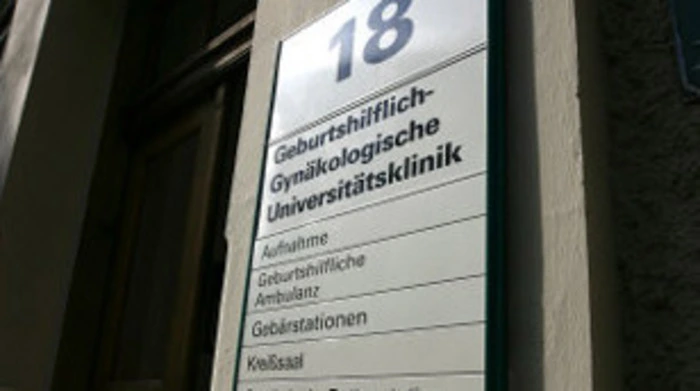 18
Geburtshilflich-
Gynäkologische
Universitätsklinik
Aufnahme
Geburtshilfliche
Ambulanz
Gebärstationen
Kreißsaal